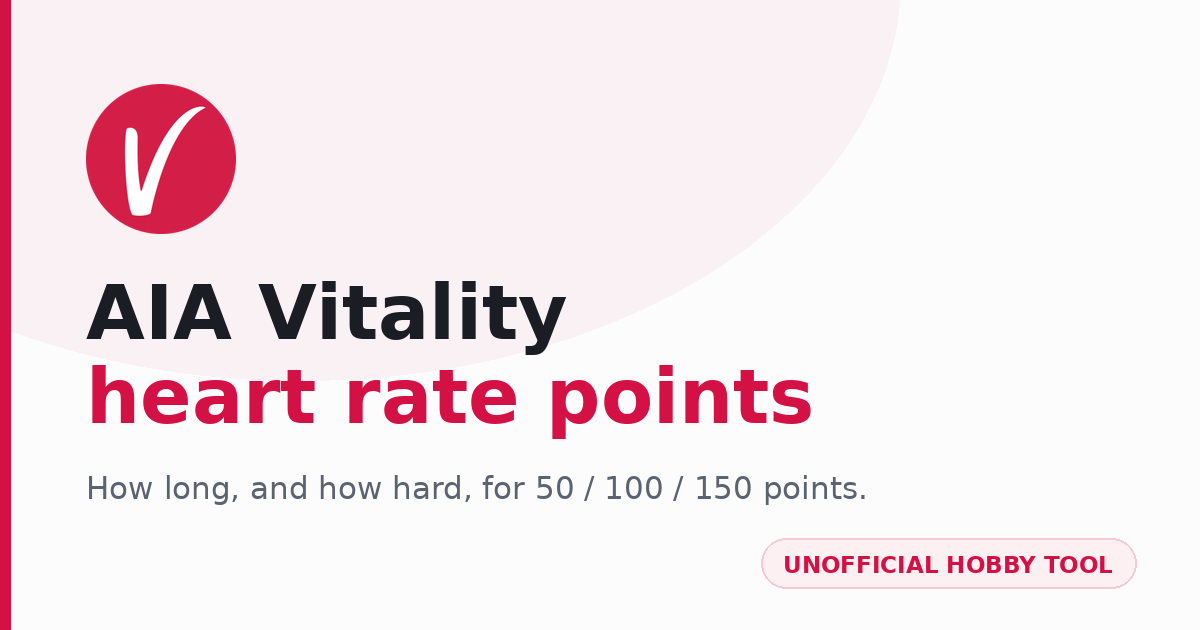 AIA Vitality
heart rate points
How long, and how hard, for 50 / 100 / 150 points.
UNOFFICIAL HOBBY TOOL